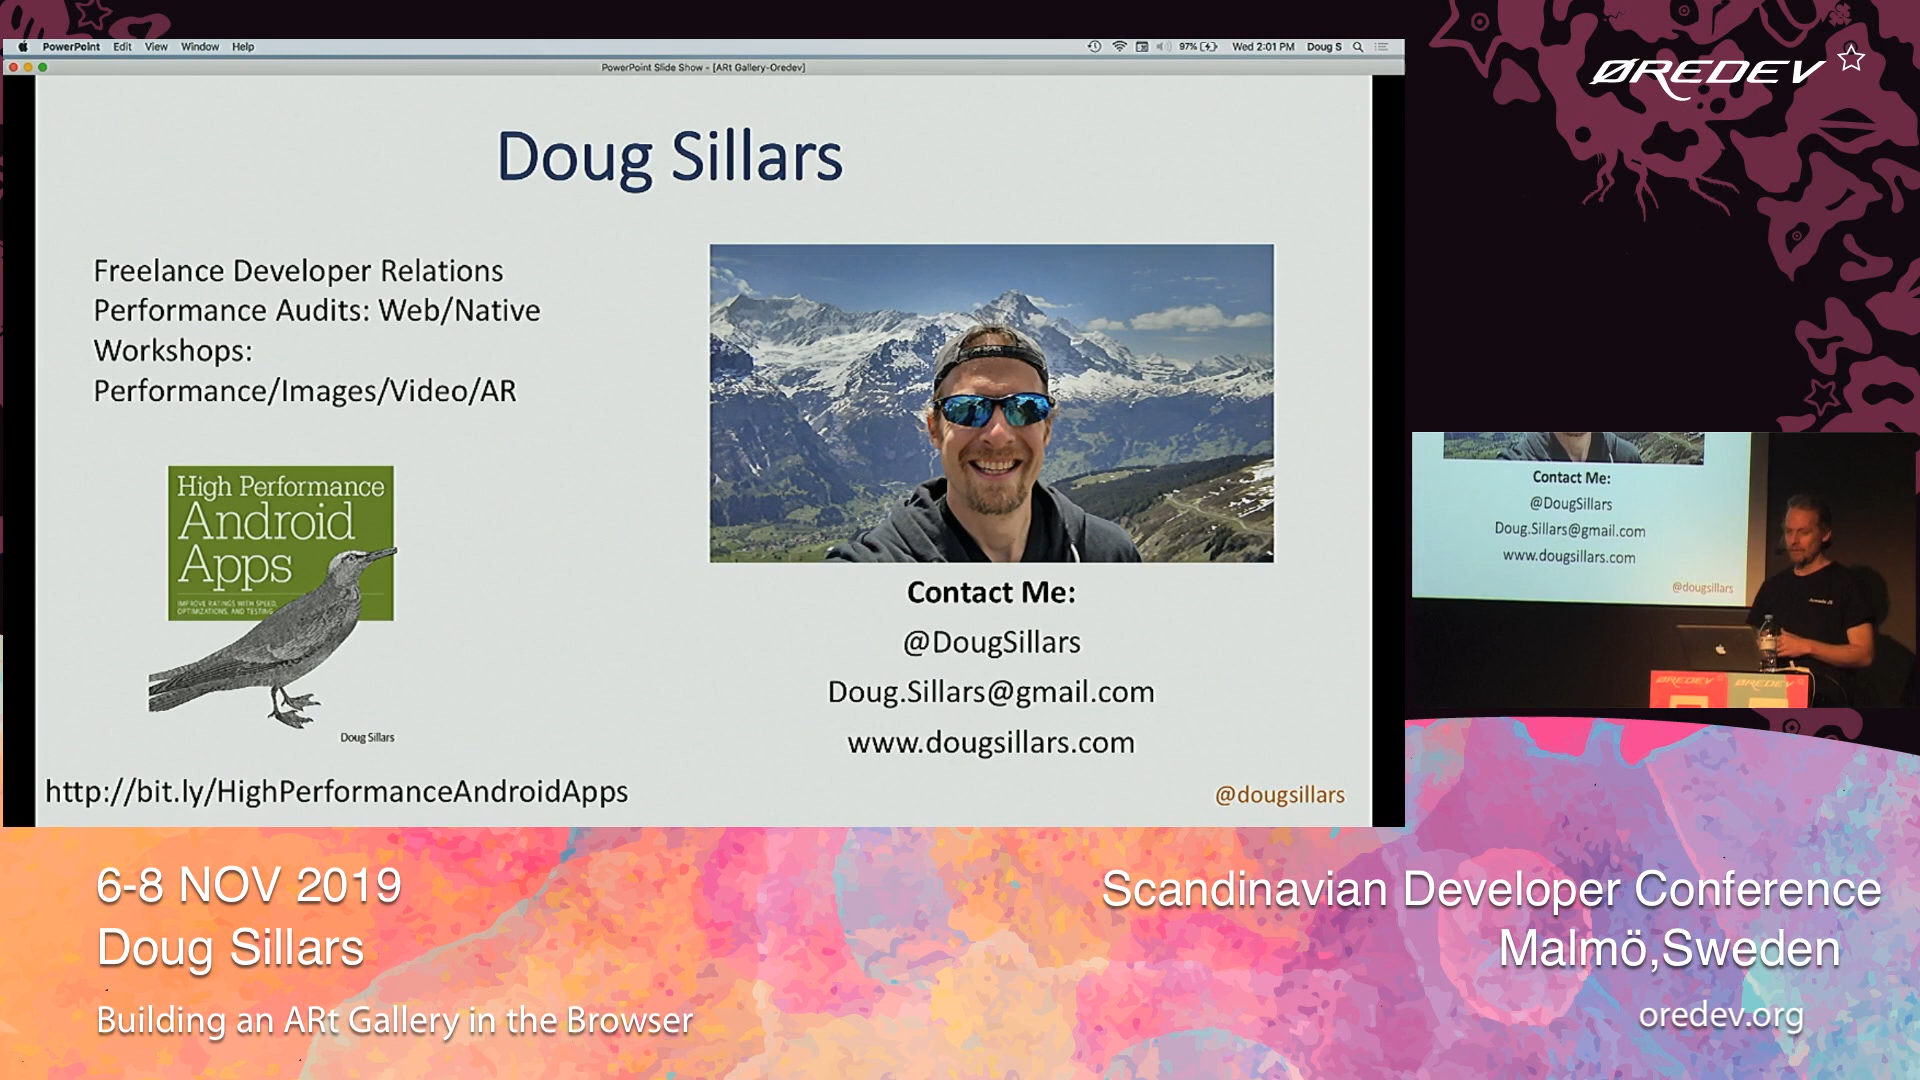 PowerPoint Edit View Window Help
97% Wed 2:01 PM Doug S
PowerPoint Slide Show - [ARt Gallery-Oredev]
ØREDEV
Doug Sillars
Freelance Developer Relations
Performance Audits: Web/Native
Workshops:
Performance/Images/Video/AR
High Performance
Android
Apps
IMPROVE RATINGS WITH SPEED,
OPTIMIZATIONS, AND TESTING
Doug Sillars
http://bit.ly/HighPerformanceAndroidApps
Contact Me:
@DougSillars
Doug.Sillars@gmail.com
www.dougsillars.com
@dougsillars
Contact Me:
@DougSillars
Doug.Sillars@gmail.com
www.dougsillars.com
@dougsillars
ØREDEV ØREDEV
6-8 NOV 2019
Doug Sillars
Building an ARt Gallery in the Browser
Scandinavian Developer Conference
Malmö,Sweden
oredev.org